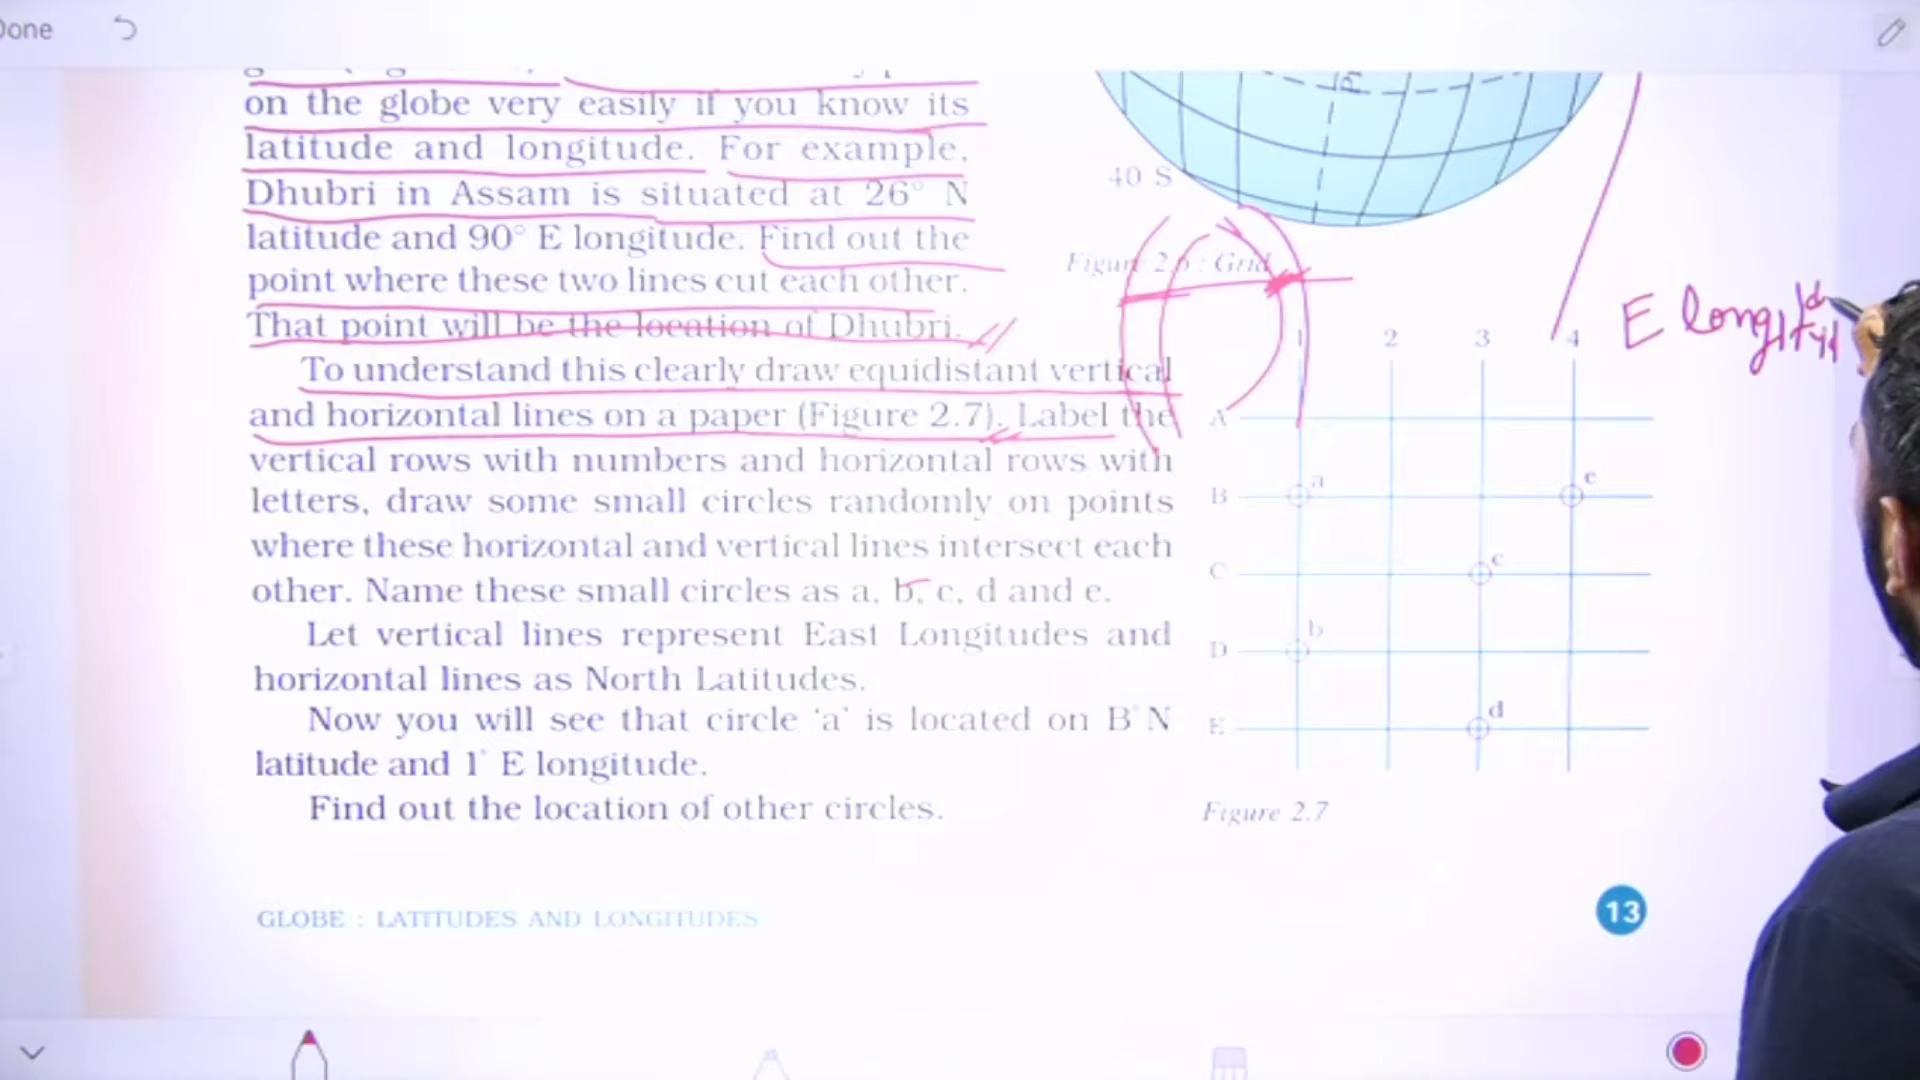 Done
on the globe very easily if you know its
latitude and longitude. For example,
Dhubri in Assam is situated at 26° N
latitude and 90° E longitude. Find out the
point where these two lines cut each other.
That point will be the location of Dhubri.
To understand this clearly draw equidistant vertical
and horizontal lines on a paper (Figure 2.7). Label the
vertical rows with numbers and horizontal rows with
letters, draw some small circles randomly on points
where these horizontal and vertical lines intersect each
other. Name these small circles as a, b, c, d and e.
Let vertical lines represent East Longitudes and
horizontal lines as North Latitudes.
Now you will see that circle ‘a’ is located on B°N
latitude and 1° E longitude.
Find out the location of other circles.
40 S
Figure 2.6 : Grid
E
1 2 3 4
A
B a e
C c
D b
E d
Figure 2.7
GLOBE : LATITUDES AND LONGITUDES
13